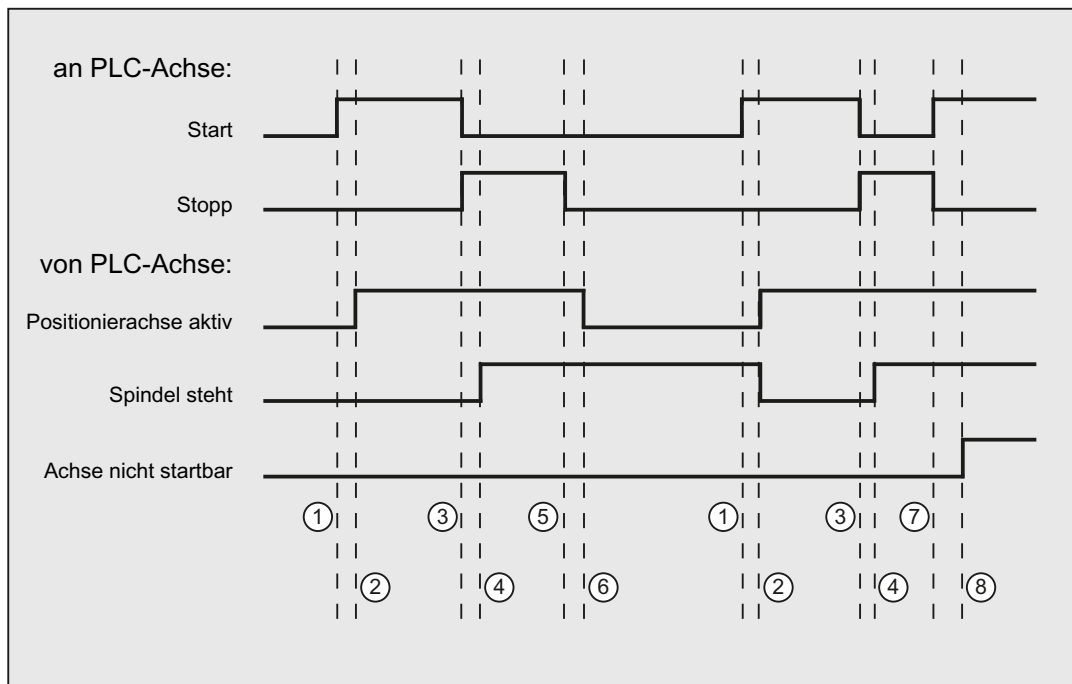 an PLC-Achse:
Start
Stopp
von PLC-Achse:
Positionierachse aktiv
Spindel steht
Achse nicht startbar
1 3 5 1 3 7
2 4 6 2 4 8